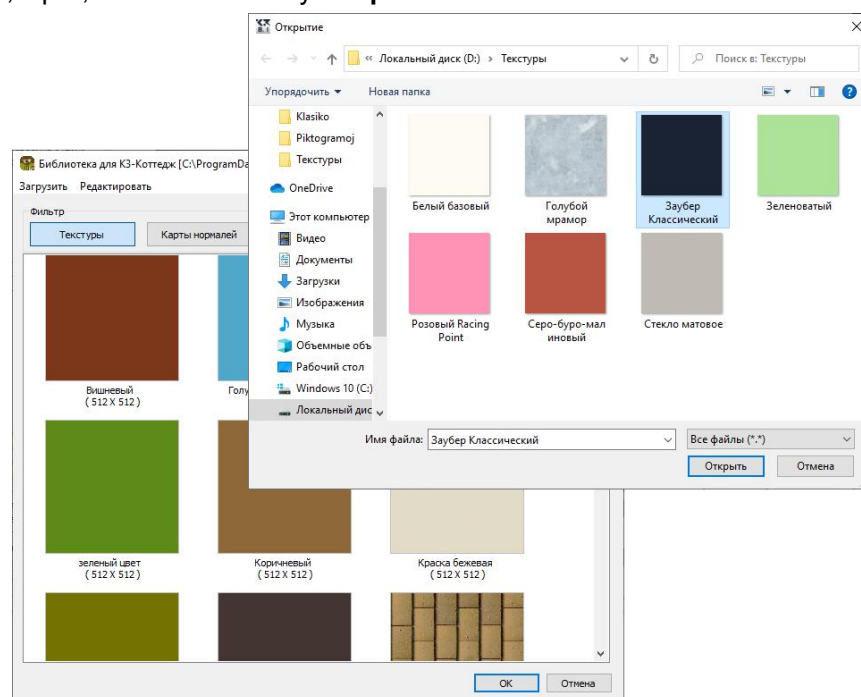 Открытие
« Локальный диск (D:) › Текстуры
Поиск в: Текстуры
Упорядочить
Новая папка
Klasiko
Piktogramoj
Текстуры
OneDrive
Этот компьютер
Видео
Документы
Загрузки
Изображения
Музыка
Объемные объ
Рабочий стол
Windows 10 (C:)
Локальный дис
Белый базовый
Голубой
мрамор
Заубер
Классический
Зеленоватый
Розовый Racing
Point
Серо-буро-мал
иновый
Стекло матовое
Имя файла: Заубер Классический
Все файлы (*.*)
Открыть
Отмена
Библиотека для К3-Коттедж [C:\ProgramDa
Загрузить Редактировать
Фильтр
Текстуры
Карты нормалей
Вишневый
( 512 X 512 )
Голу
зеленый цвет
( 512 X 512 )
Коричневый
( 512 X 512 )
Краска бежевая
( 512 X 512 )
OK
Отмена